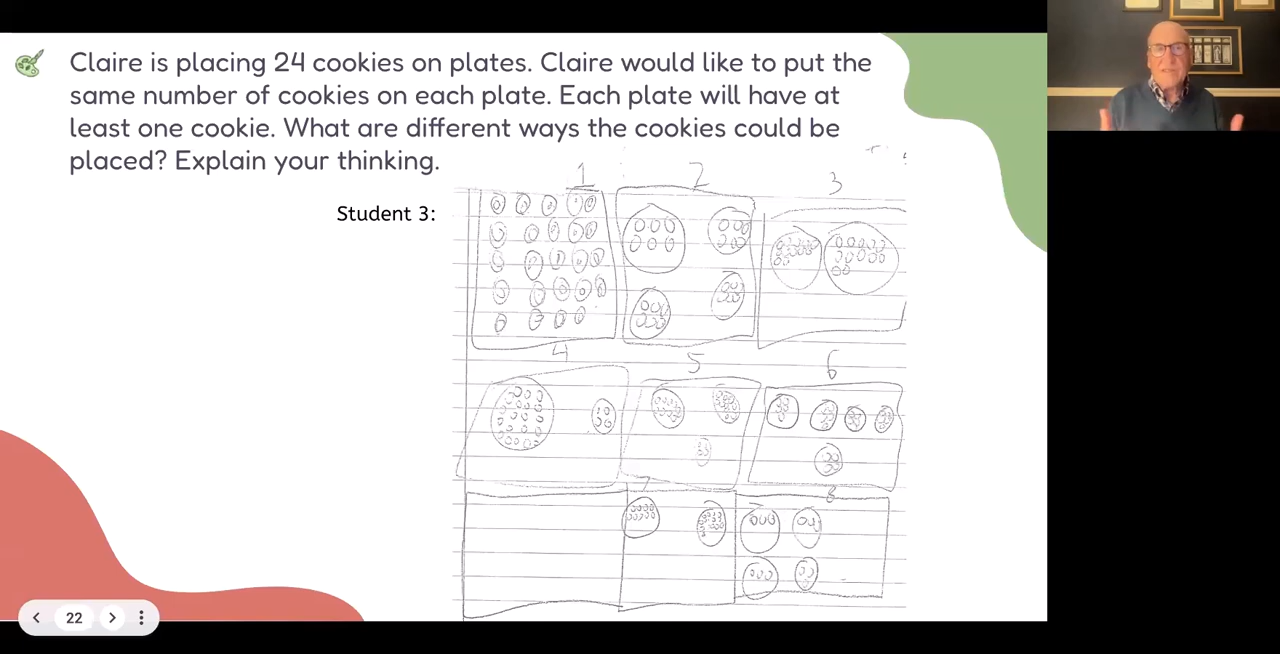 Claire is placing 24 cookies on plates. Claire would like to put the
same number of cookies on each plate. Each plate will have at
least one cookie. What are different ways the cookies could be
placed? Explain your thinking.
Student 3:
1 2 3
4 5 6
7 8
22